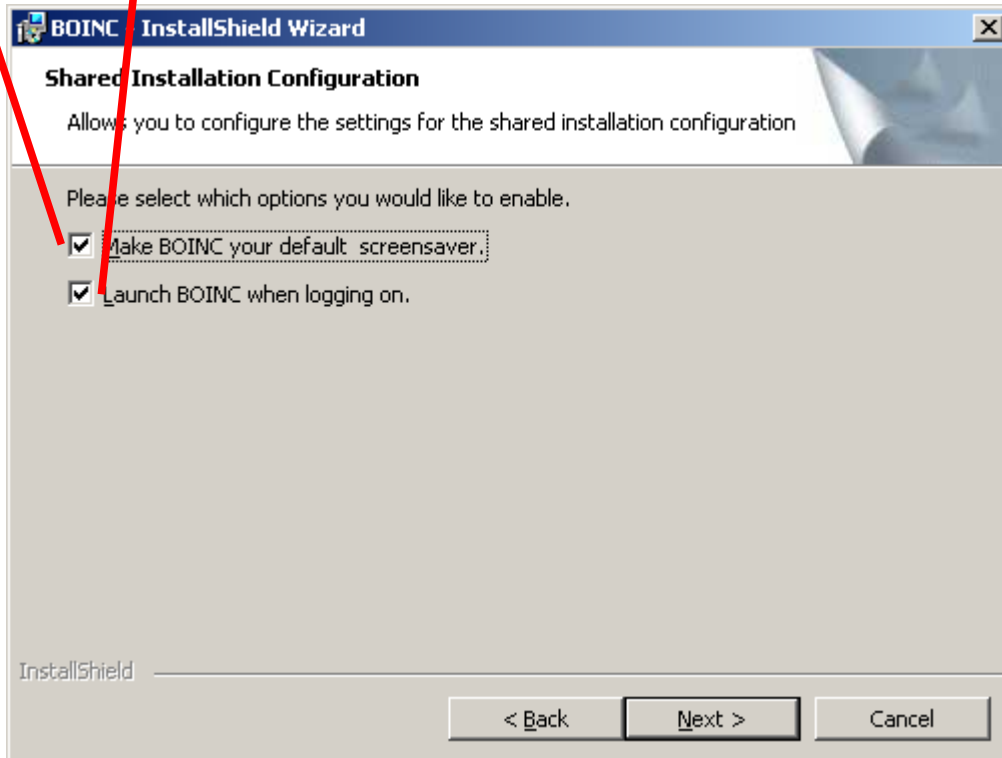 BOINC - InstallShield Wizard
Shared Installation Configuration
Allows you to configure the settings for the shared installation configuration
Please select which options you would like to enable.
Make BOINC your default  screensaver.
Launch BOINC when logging on.
InstallShield
< Back Next > Cancel